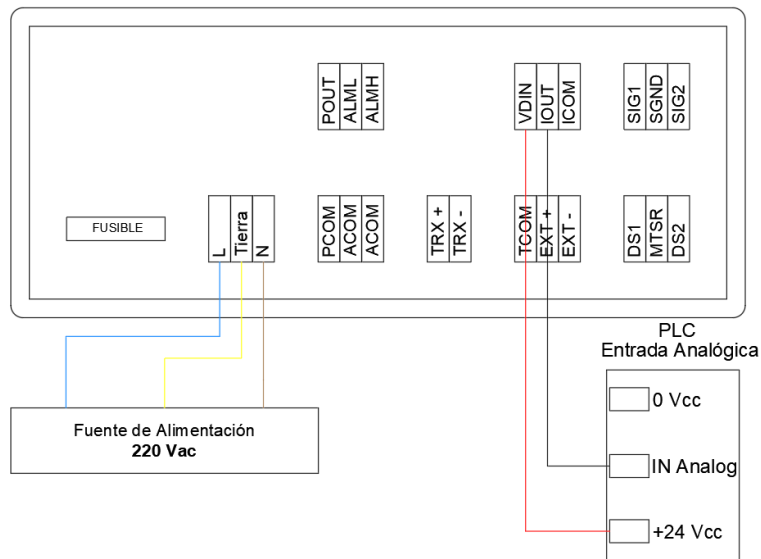 POUT
ALML
ALMH
VDIN
IOUT
ICOM
SIG1
SGND
SIG2
FUSIBLE
L
Tierra
N
PCOM
ACOM
ACOM
TRX +
TRX -
TCOM
EXT +
EXT -
DS1
MTSR
DS2
PLC
Entrada Analógica
0 Vcc
IN Analog
+24 Vcc
Fuente de Alimentación
220 Vac